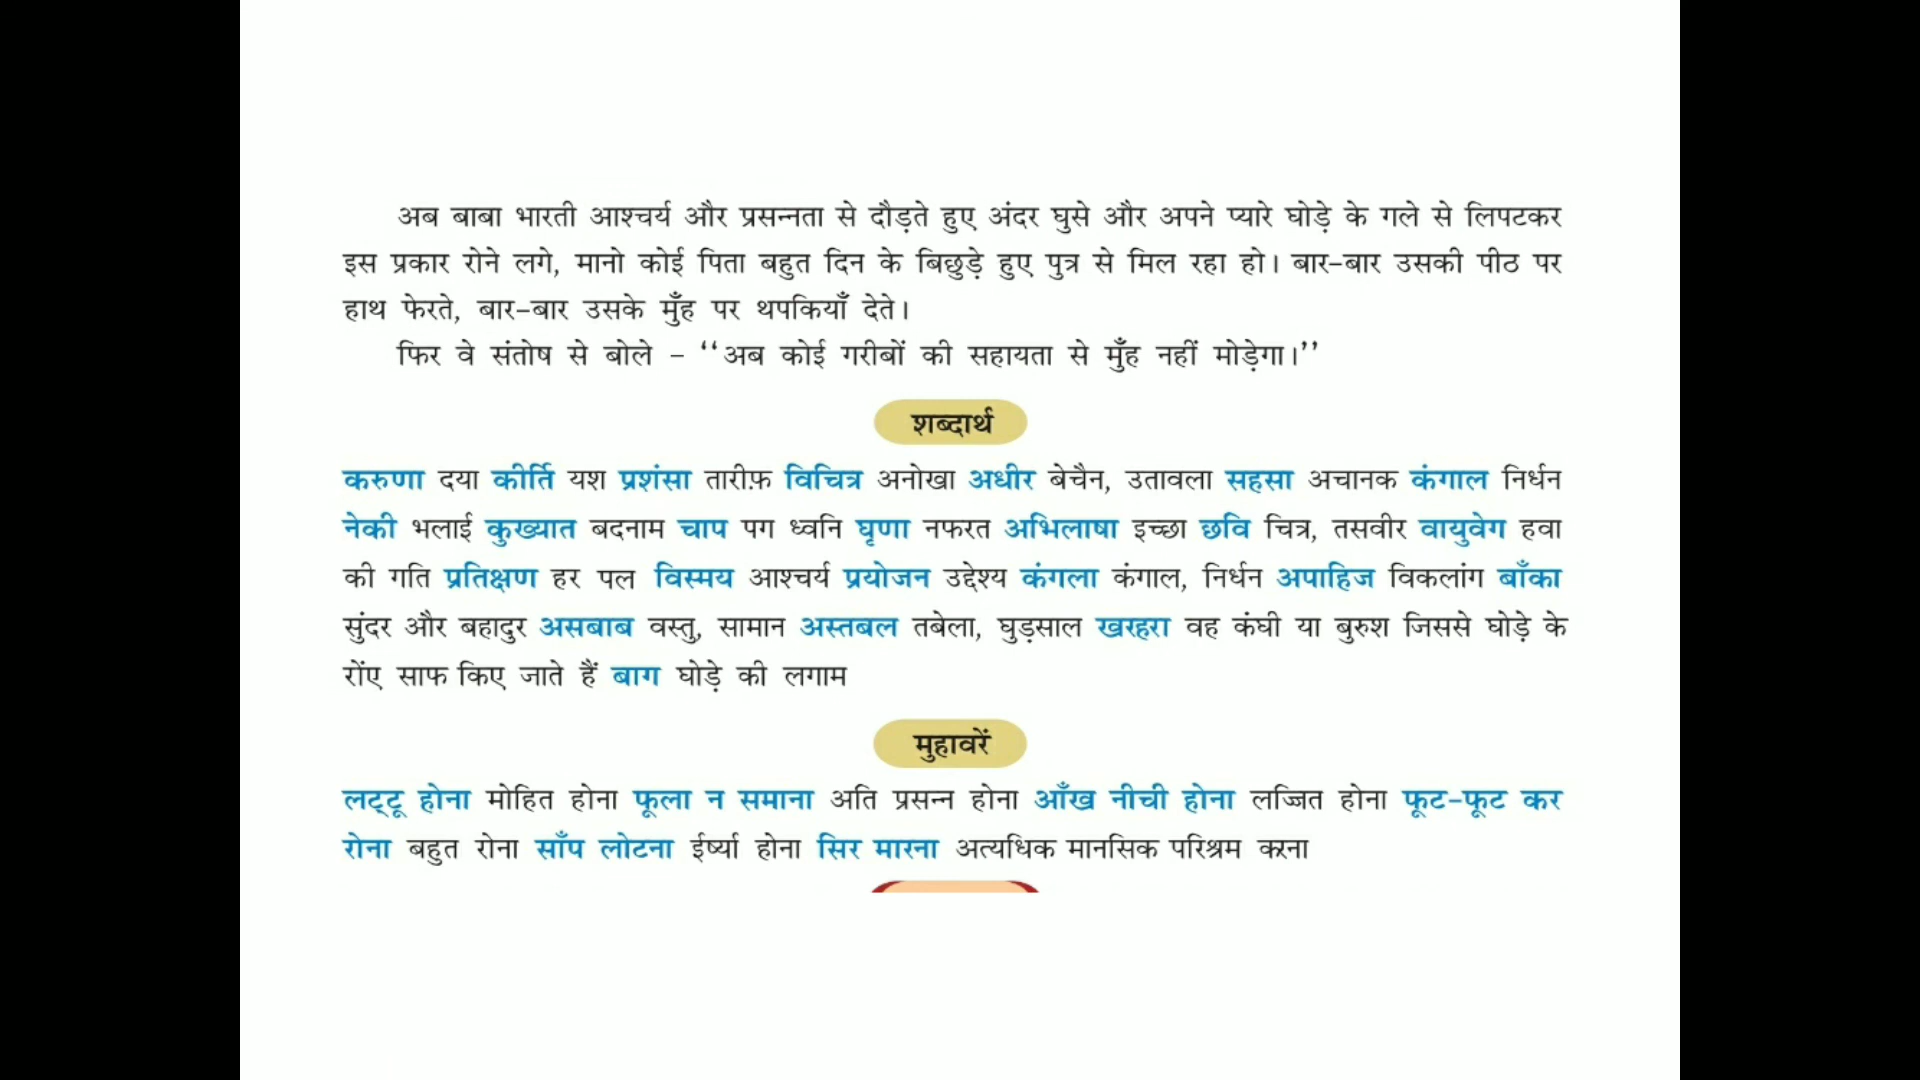 अब बाबा भारती आश्चर्य और प्रसन्नता से दौड़ते हुए अंदर घुसे और अपने प्यारे घोड़े के गले से लिपटकर
इस प्रकार रोने लगे, मानो कोई पिता बहुत दिन के बिछुड़े हुए पुत्र से मिल रहा हो। बार-बार उसकी पीठ पर
हाथ फेरते, बार-बार उसके मुँह पर थपकियाँ देते।
फिर वे संतोष से बोले – ‘‘अब कोई गरीबों की सहायता से मुँह नहीं मोड़ेगा।’’
शब्दार्थ
करुणा दया कीर्ति यश प्रशंसा तारीफ़ विचित्र अनोखा अधीर बेचैन, उतावला सहसा अचानक कंगाल निर्धन
नेकी भलाई कुख्यात बदनाम चाप पग ध्वनि घृणा नफरत अभिलाषा इच्छा छवि चित्र, तसवीर वायुवेग हवा
की गति प्रतिक्षण हर पल विस्मय आश्चर्य प्रयोजन उद्देश्य कंगला कंगाल, निर्धन अपाहिज विकलांग बाँका
सुंदर और बहादुर असबाब वस्तु, सामान अस्तबल तबेला, घुड़साल खरहरा वह कंघी या बुरुश जिससे घोड़े के
रोंए साफ किए जाते हैं बाग घोड़े की लगाम
मुहावरें
लट्टू होना मोहित होना फूला न समाना अति प्रसन्न होना आँख नीची होना लज्जित होना फूट-फूट कर
रोना बहुत रोना साँप लोटना ईर्ष्या होना सिर मारना अत्यधिक मानसिक परिश्रम करना